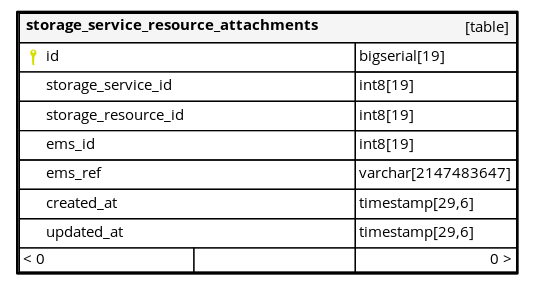 storage_service_resource_attachments [table]
id bigserial[19]
storage_service_id int8[19]
storage_resource_id int8[19]
ems_id int8[19]
ems_ref varchar[2147483647]
created_at timestamp[29,6]
updated_at timestamp[29,6]
< 0 0 >